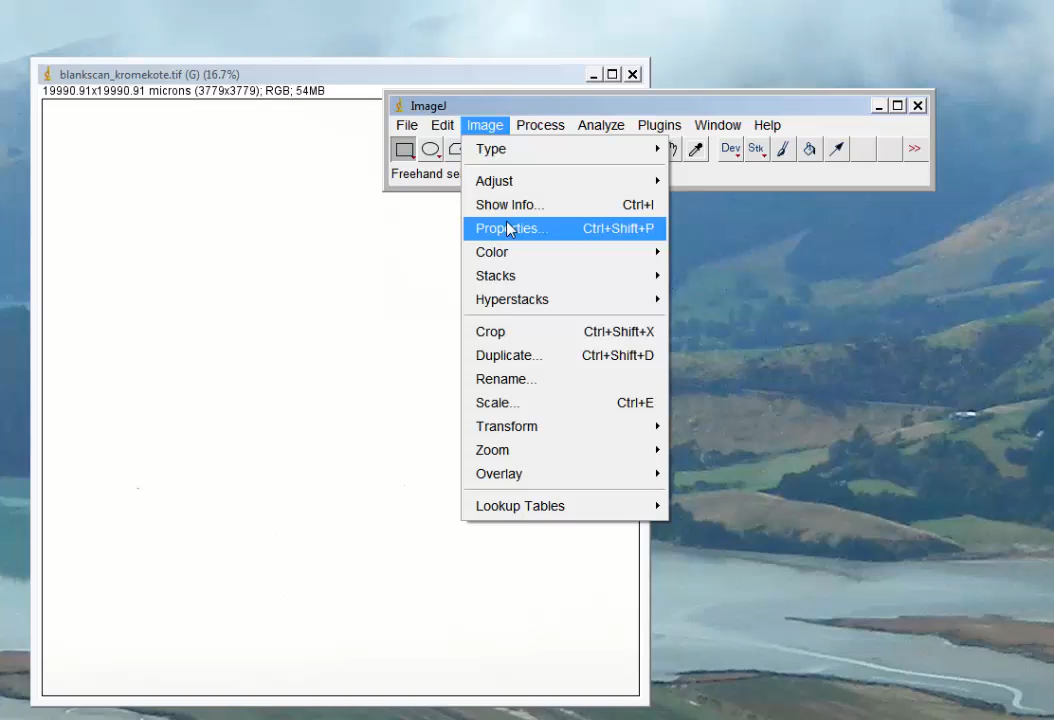 blankscan_kromekote.tif (G) (16.7%)
19990.91x19990.91 microns (3779x3779); RGB; 54MB
ImageJ
File Edit Image Process Analyze Plugins Window Help
Dev Stk >>
Freehand se
Type
Adjust
Show Info... Ctrl+I
Properties... Ctrl+Shift+P
Color
Stacks
Hyperstacks
Crop Ctrl+Shift+X
Duplicate... Ctrl+Shift+D
Rename...
Scale... Ctrl+E
Transform
Zoom
Overlay
Lookup Tables